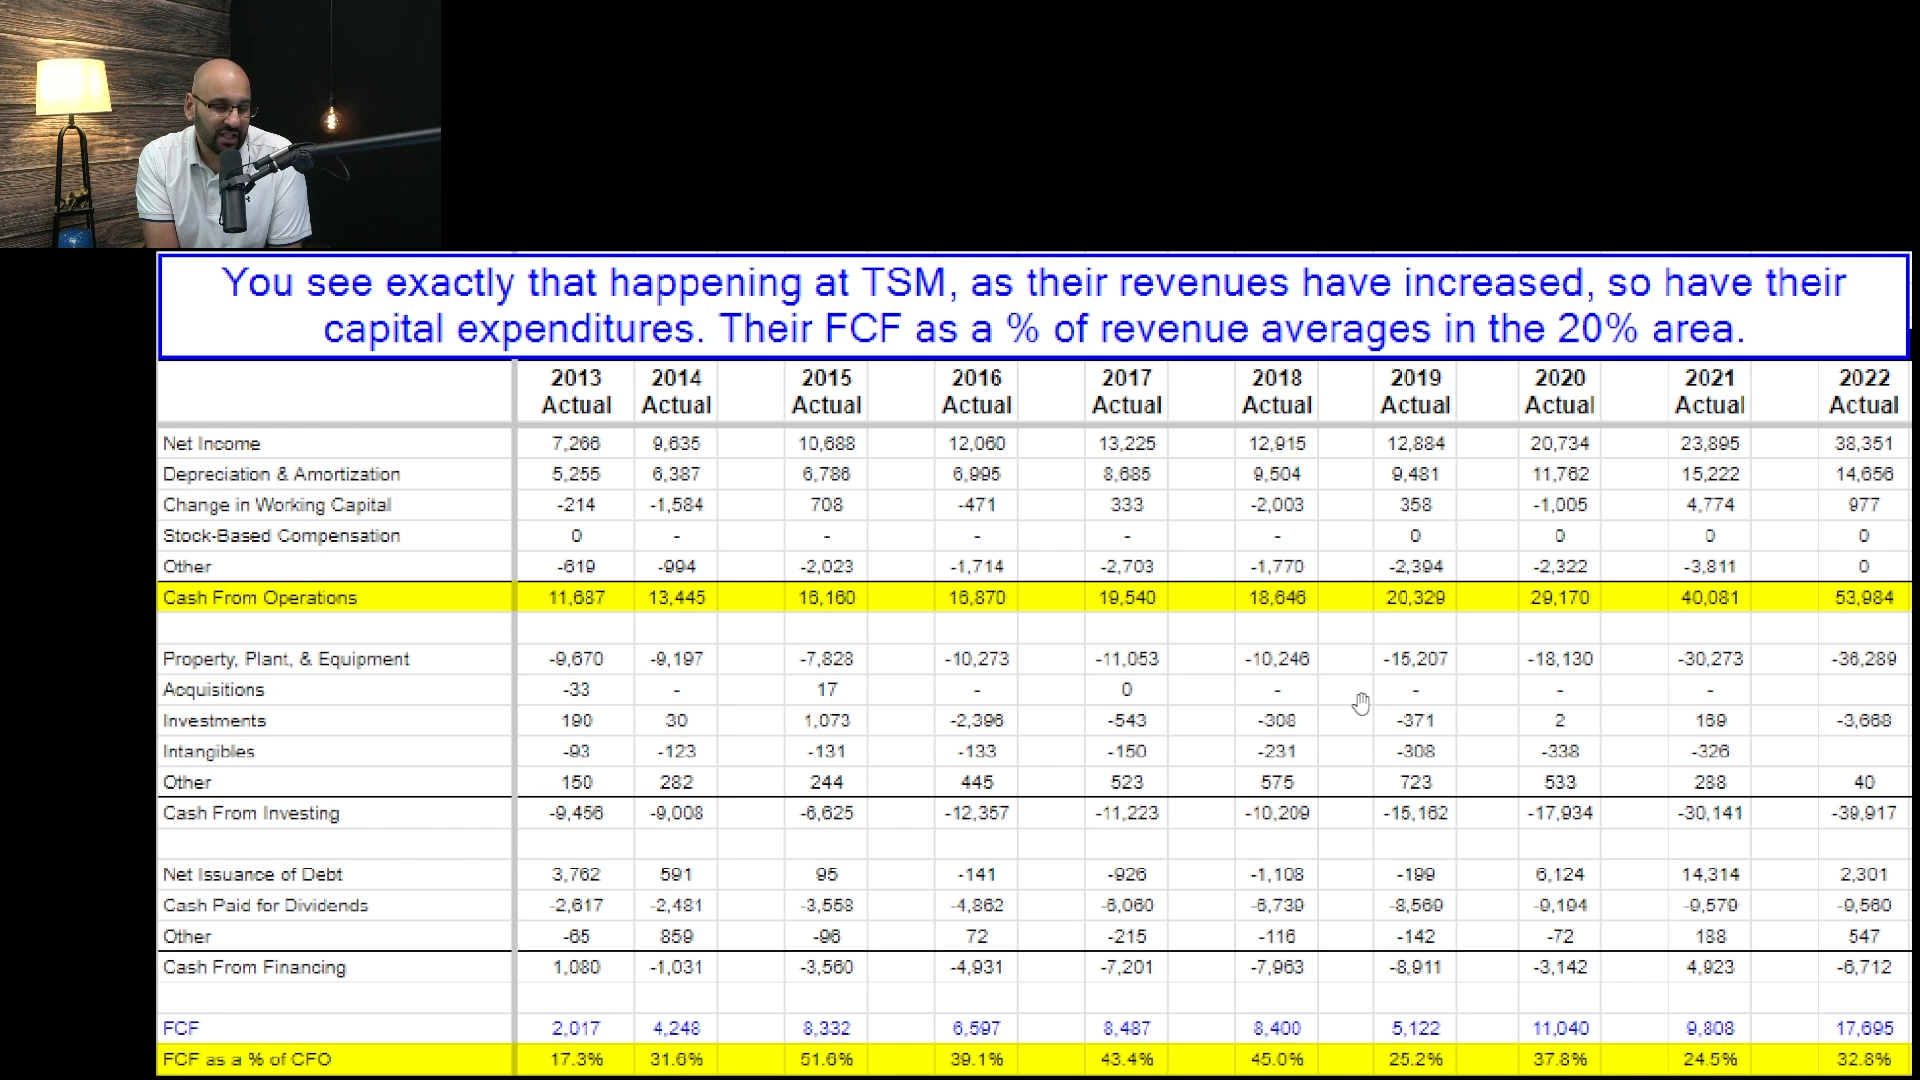 You see exactly that happening at TSM, as their revenues have increased, so have their
capital expenditures. Their FCF as a % of revenue averages in the 20% area.
2013 2014 2015 2016 2017 2018 2019 2020 2021 2022
Actual Actual Actual Actual Actual Actual Actual Actual Actual Actual
Net Income 7,266 9,635 10,688 12,060 13,225 12,915 12,884 20,734 23,895 38,351
Depreciation & Amortization 5,255 6,387 6,786 6,995 8,685 9,504 9,481 11,762 15,222 14,656
Change in Working Capital -214 -1,584 708 -471 333 -2,003 358 -1,005 4,774 977
Stock-Based Compensation 0 - - - - - 0 0 0 0
Other -619 -994 -2,023 -1,714 -2,703 -1,770 -2,394 -2,322 -3,811 0
Cash From Operations 11,687 13,445 16,160 16,870 19,540 18,646 20,329 29,170 40,081 53,984
Property, Plant, & Equipment -9,670 -9,197 -7,828 -10,273 -11,053 -10,246 -15,207 -18,130 -30,273 -36,289
Acquisitions -33 - 17 - 0 - - - -
Investments 190 30 1,073 -2,396 -543 -308 -371 2 169 -3,668
Intangibles -93 -123 -131 -133 -150 -231 -308 -338 -326
Other 150 282 244 445 523 575 723 533 288 40
Cash From Investing -9,456 -9,008 -6,625 -12,357 -11,223 -10,209 -15,162 -17,934 -30,141 -39,917
Net Issuance of Debt 3,762 591 95 -141 -926 -1,108 -199 6,124 14,314 2,301
Cash Paid for Dividends -2,617 -2,481 -3,558 -4,862 -6,060 -6,739 -8,569 -9,194 -9,579 -9,560
Other -65 859 -96 72 -215 -116 -142 -72 188 547
Cash From Financing 1,080 -1,031 -3,560 -4,931 -7,201 -7,963 -8,911 -3,142 4,923 -6,712
FCF 2,017 4,248 8,332 6,597 8,487 8,400 5,122 11,040 9,808 17,695
FCF as a % of CFO 17.3% 31.6% 51.6% 39.1% 43.4% 45.0% 25.2% 37.8% 24.5% 32.8%